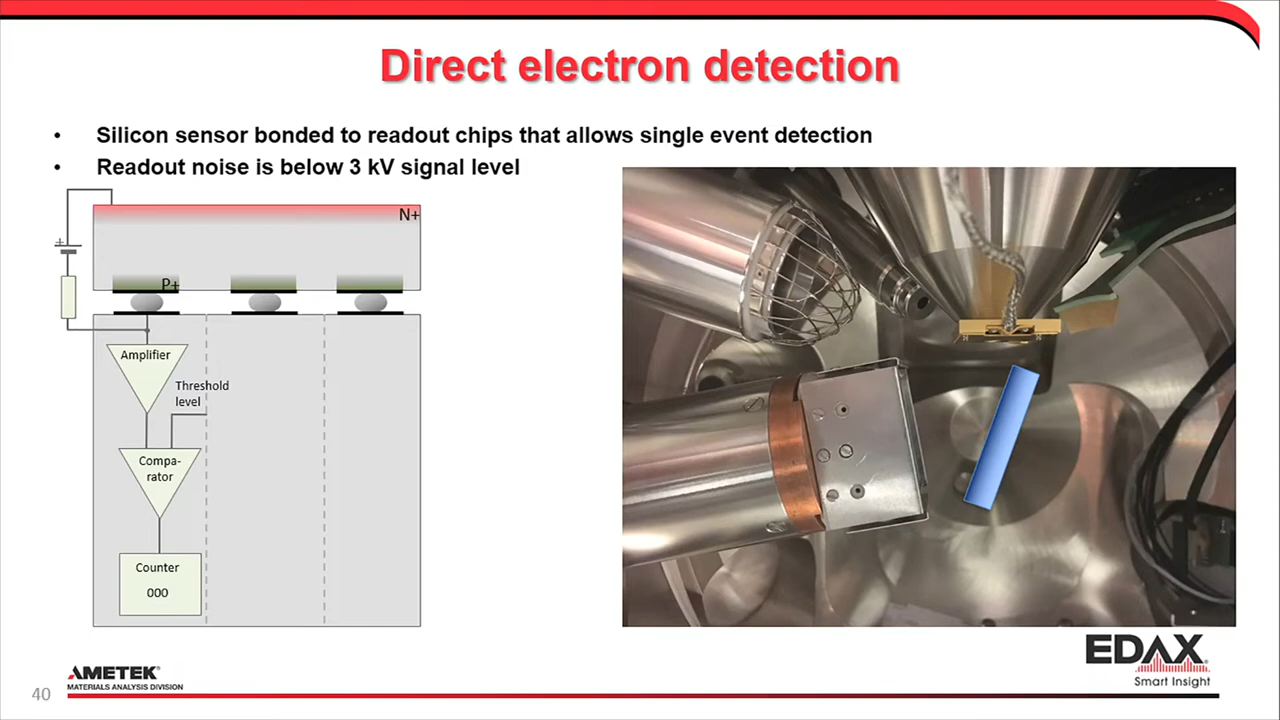 Direct electron detection
• Silicon sensor bonded to readout chips that allows single event detection
• Readout noise is below 3 kV signal level
N+
+
P+
Amplifier
Threshold
level
Compa-
rator
Counter
000
EDAX
Smart Insight
AMETEK
MATERIALS ANALYSIS DIVISION
40